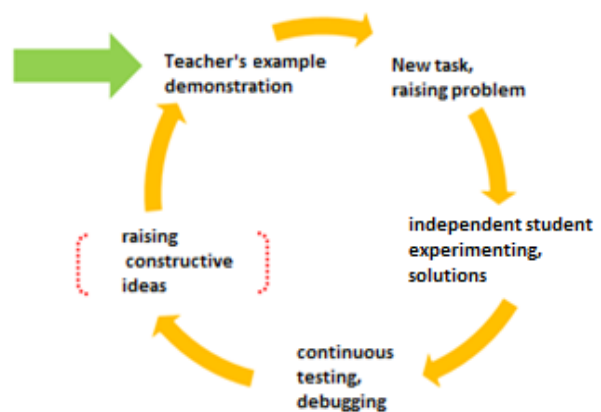 Teacher's example
demonstration
New task,
raising problem
independent student
experimenting,
solutions
continuous
testing,
debugging
raising
constructive
ideas